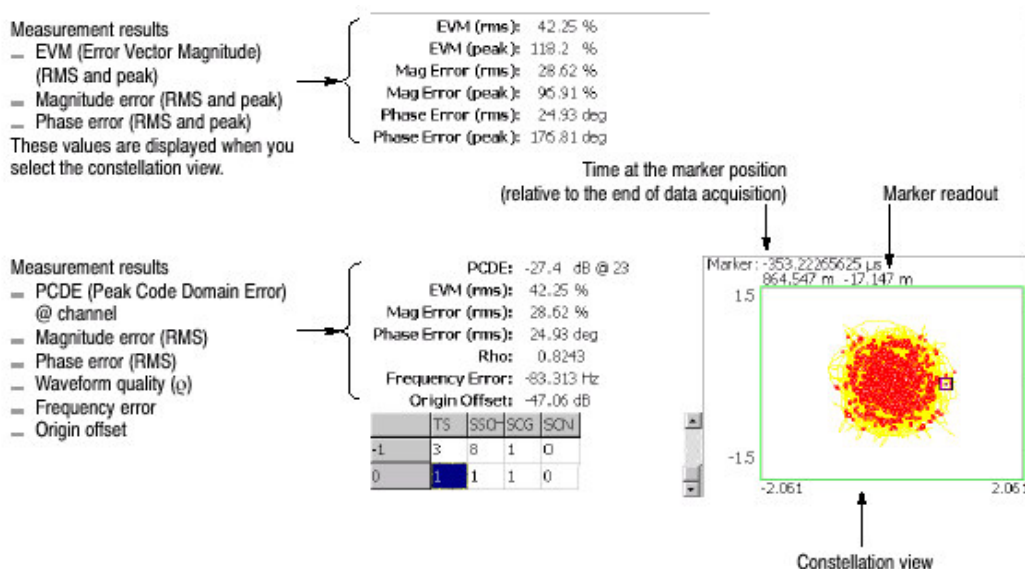 Measurement results
– EVM (Error Vector Magnitude)
(RMS and peak)
– Magnitude error (RMS and peak)
– Phase error (RMS and peak)
These values are displayed when you
select the constellation view.
EVM (rms): 42.25 %
EVM (peak): 118.2 %
Mag Error (rms): 28.62 %
Mag Error (peak): 96.91 %
Phase Error (rms): 24.93 deg
Phase Error (peak): 176.81 deg
Time at the marker position
(relative to the end of data acquisition)
Marker readout
Measurement results
– PCDE (Peak Code Domain Error)
@ channel
– Magnitude error (RMS)
– Phase error (RMS)
– Waveform quality (ϱ)
– Frequency error
– Origin offset
PCDE: -27.4 dB @ 23
EVM (rms): 42.25 %
Mag Error (rms): 28.62 %
Phase Error (rms): 24.93 deg
Rho: 0.8243
Frequency Error: -83.313 Hz
Origin Offset: -47.06 dB
TS SSCH SCG SCN
-1 3 8 1 0
0 1 1 1 0
Marker: -353.22265625 µs
864.547 m -17.147 m
1.5
-1.5
-2.061 2.061
Constellation view